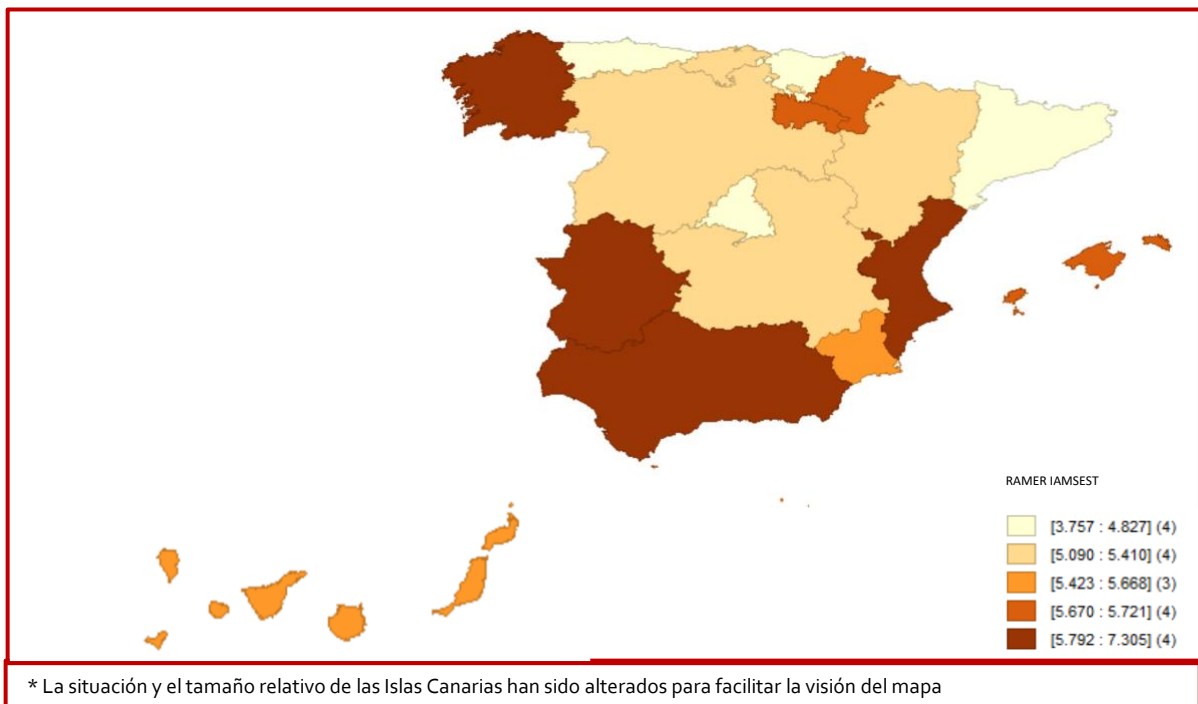 RAMER IAMSEST
[3.757 : 4.827] (4)
[5.090 : 5.410] (4)
[5.423 : 5.668] (3)
[5.670 : 5.721] (4)
[5.792 : 7.305] (4)
* La situación y el tamaño relativo de las Islas Canarias han sido alterados para facilitar la visión del mapa